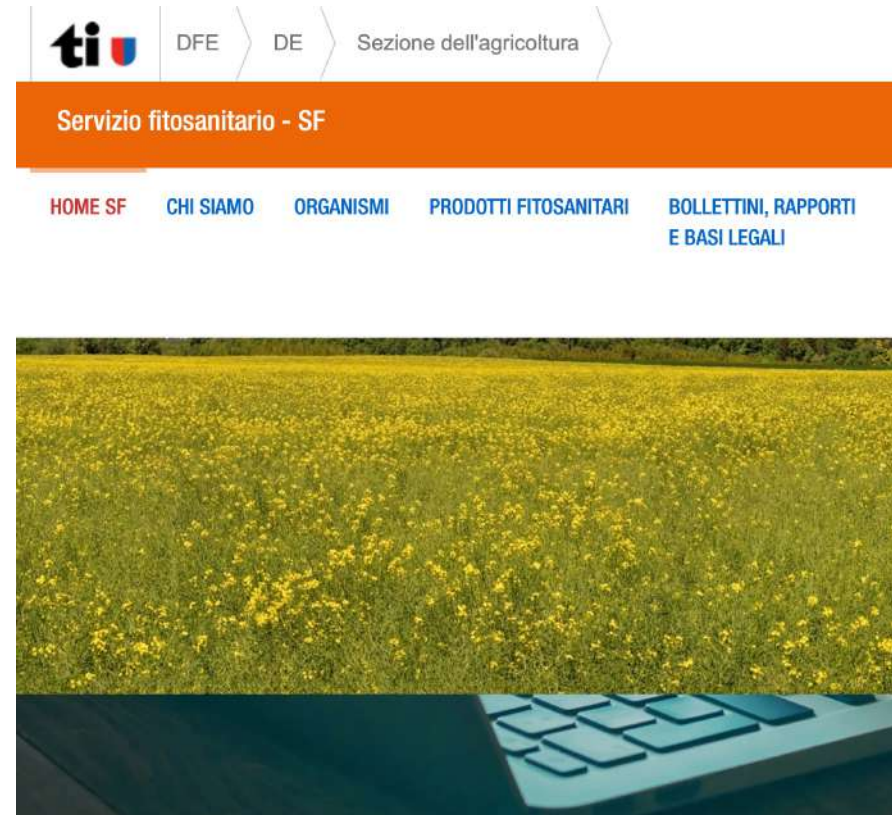 ti
DFE
DE
Sezione dell'agricoltura
Servizio fitosanitario - SF
HOME SF
CHI SIAMO
ORGANISMI
PRODOTTI FITOSANITARI
BOLLETTINI, RAPPORTI
E BASI LEGALI